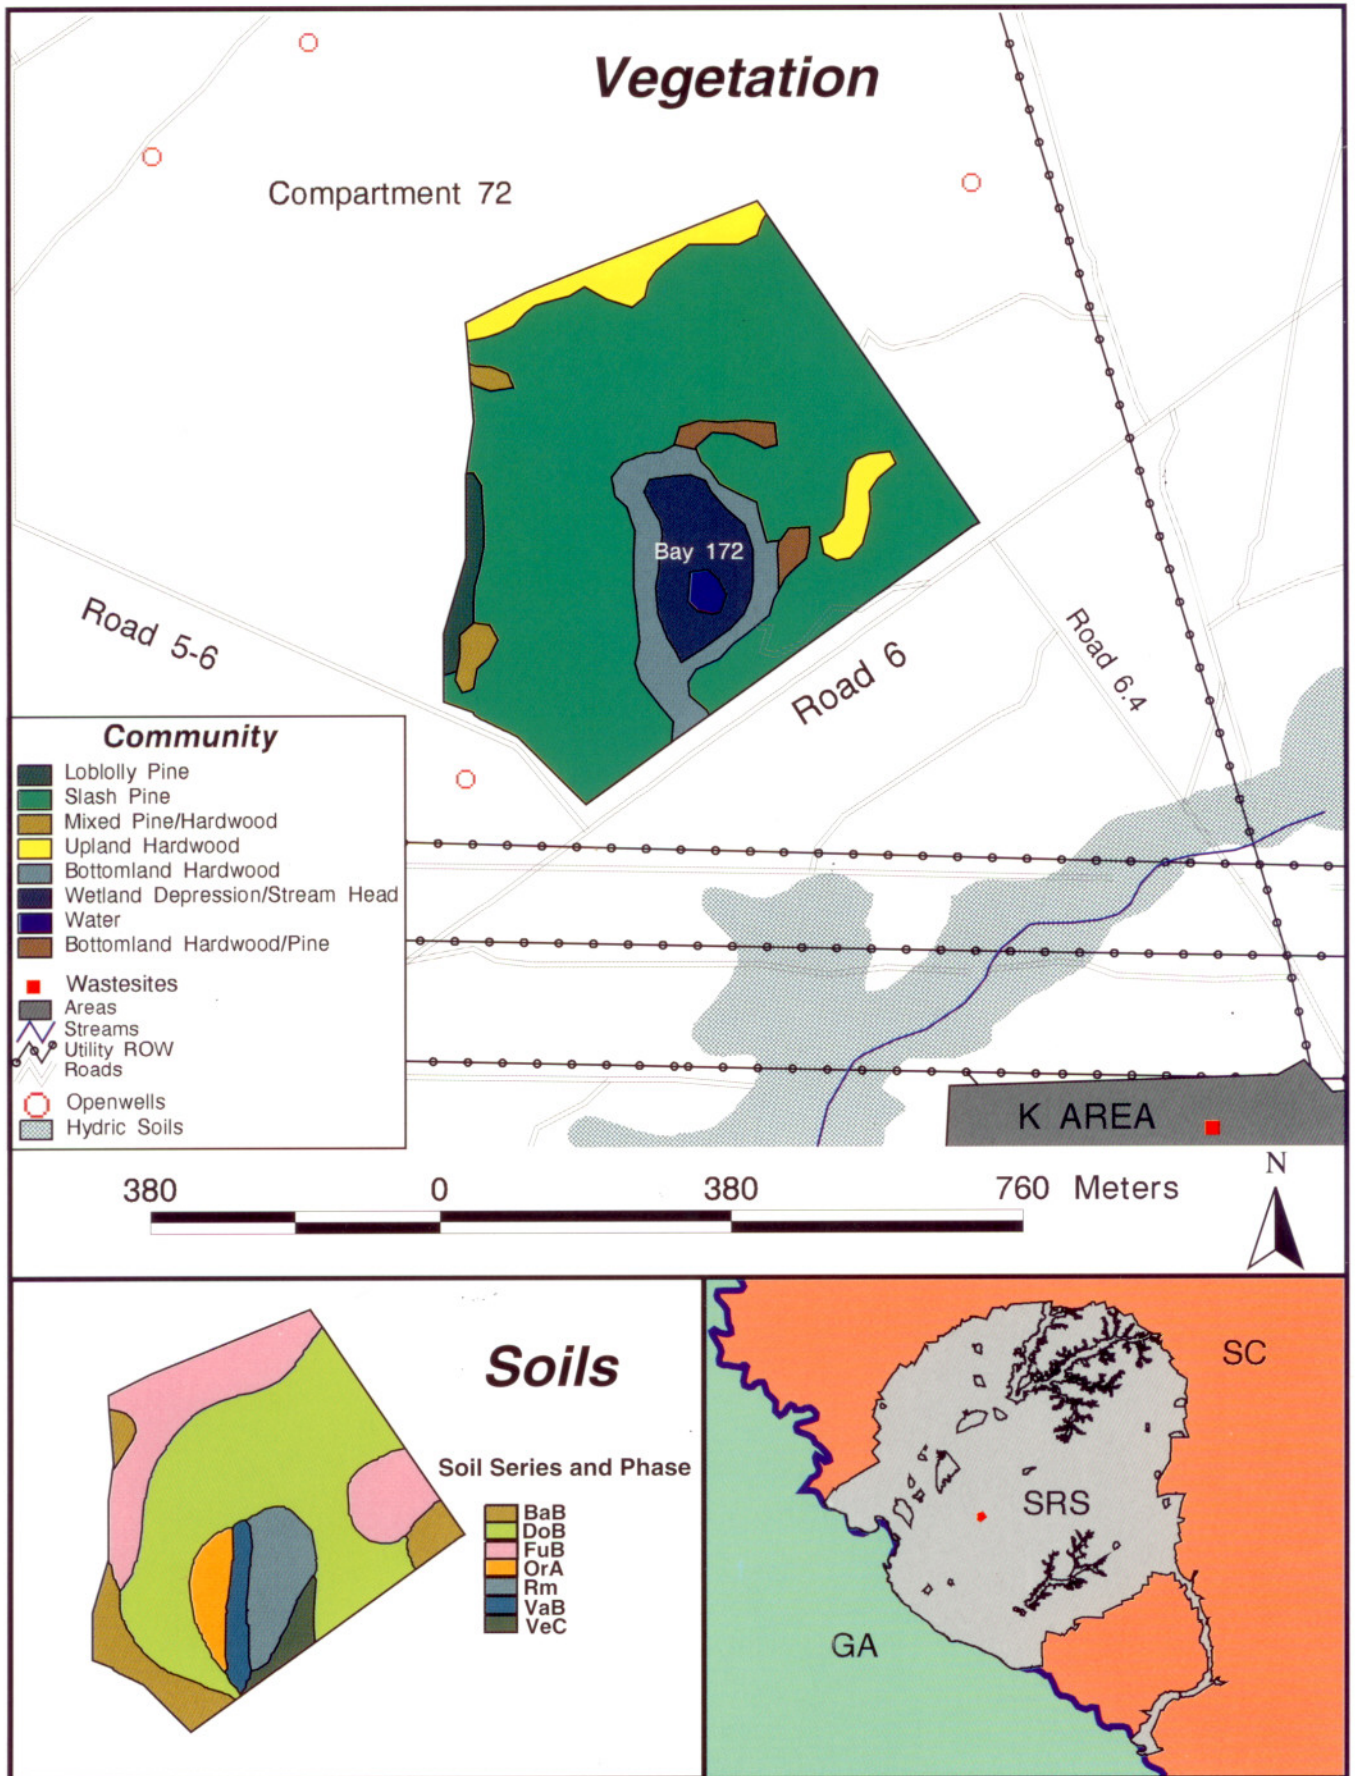 Vegetation
Compartment 72
Bay 172
Road 5-6
Road 6
Road 6.4
Community
Loblolly Pine
Slash Pine
Mixed Pine/Hardwood
Upland Hardwood
Bottomland Hardwood
Wetland Depression/Stream Head
Water
Bottomland Hardwood/Pine
Wastesites
Areas
Streams
Utility ROW
Roads
Openwells
Hydric Soils
K AREA
N
380 0 380 760 Meters
Soils
Soil Series and Phase
BaB
DoB
FuB
OrA
Rm
VaB
VeC
SC
SRS
GA